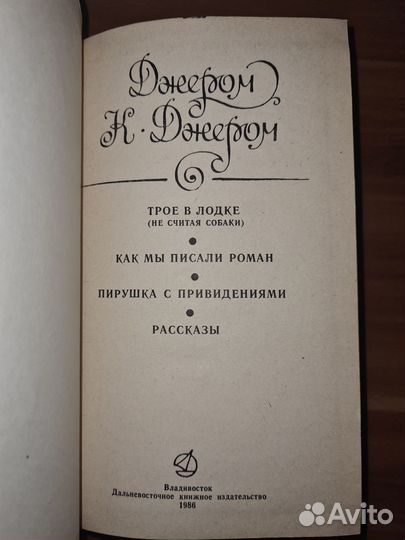 Джером
К · Джером
ТРОЕ В ЛОДКЕ
(НЕ СЧИТАЯ СОБАКИ)
КАК МЫ ПИСАЛИ РОМАН
ПИРУШКА С ПРИВИДЕНИЯМИ
РАССКАЗЫ
Владивосток
Дальневосточное книжное издательство
1986
Avito